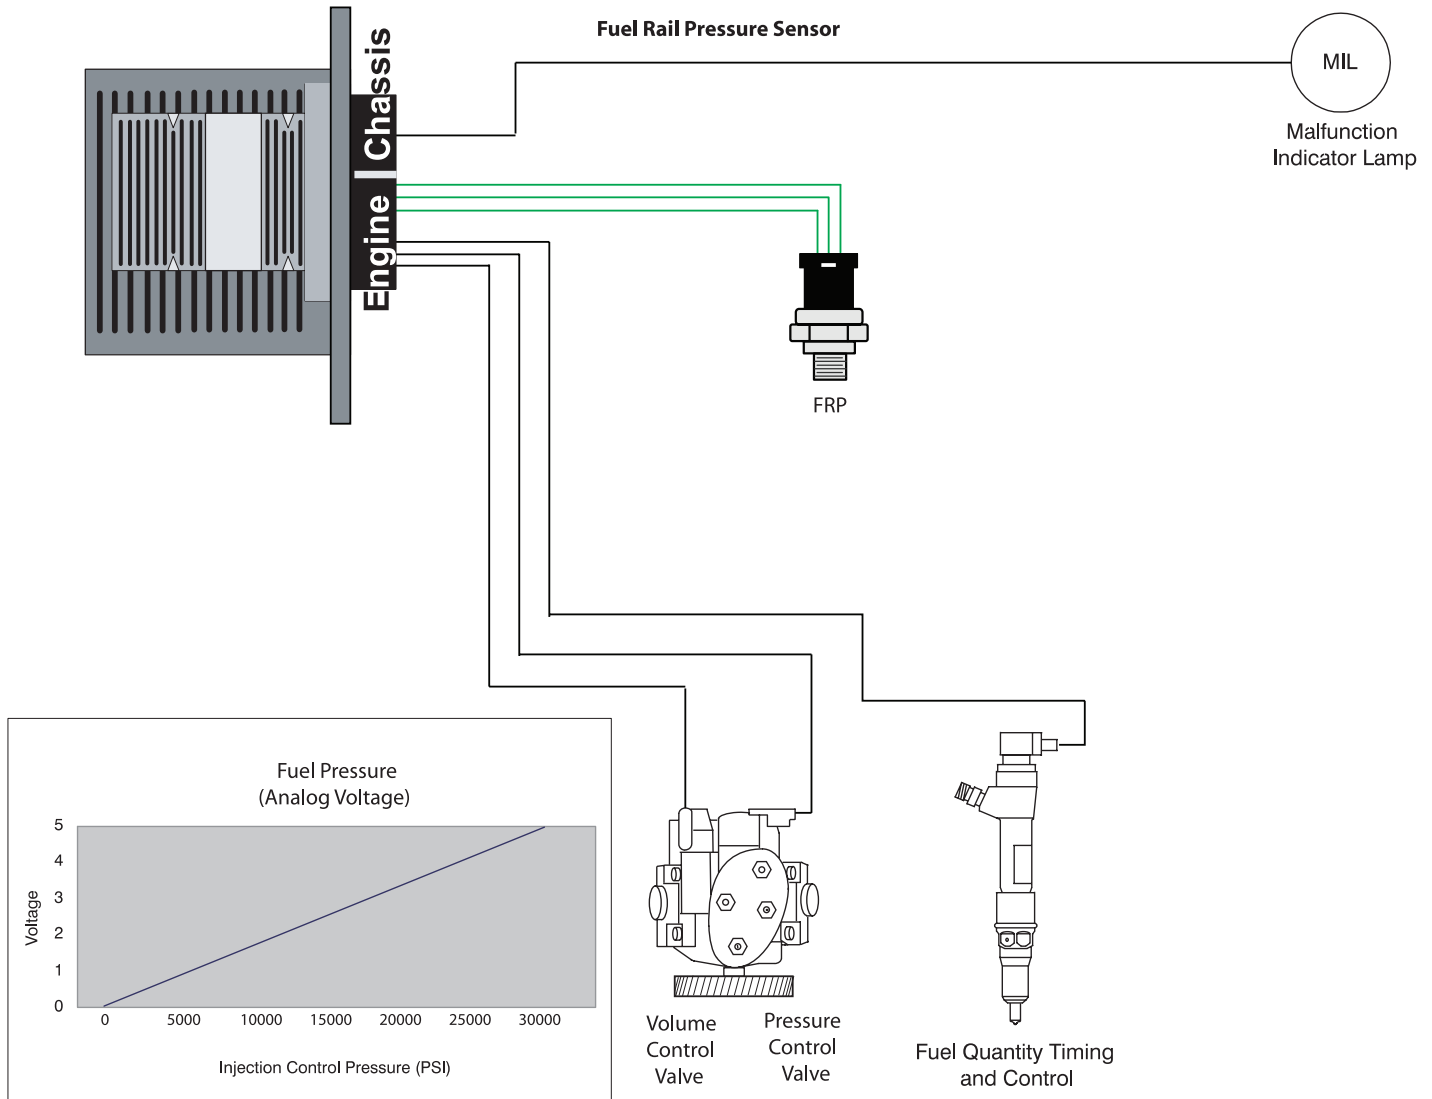 Fuel Rail Pressure Sensor
MIL
Malfunction
Indicator Lamp
Engine | Chassis
FRP
Fuel Pressure
(Analog Voltage)
Voltage
5
4
3
2
1
0
0 5000 10000 15000 20000 25000 30000
Injection Control Pressure (PSI)
Volume
Control
Valve
Pressure
Control
Valve
Fuel Quantity Timing
and Control